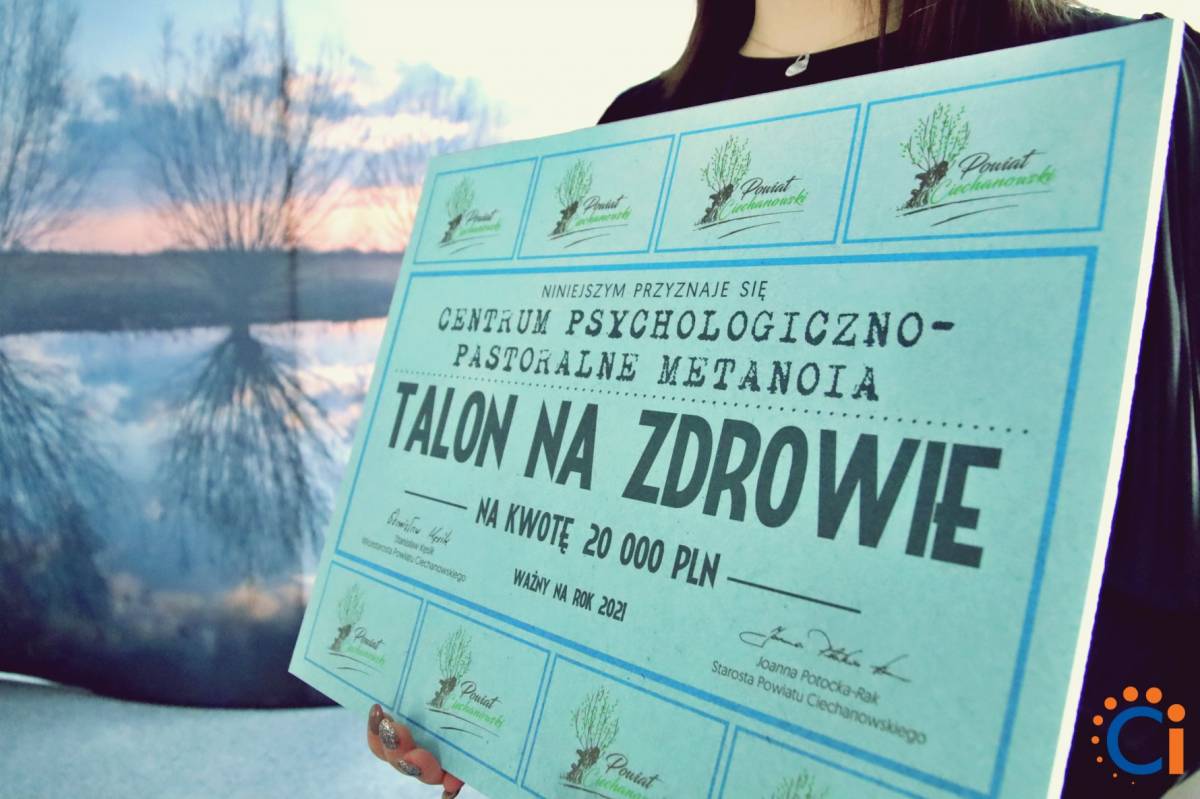 Powiat
Ciechanowski
Powiat
Ciechanowski
Powiat
Ciechanowski
Powiat
Ciechanowski
NINIEJSZYM PRZYZNAJE SIĘ
CENTRUM PSYCHOLOGICZNO-
PASTORALNE METANOIA
TALON NA ZDROWIE
NA KWOTĘ 20 000 PLN
WAŻNY NA ROK 2021
Stanisław Kęsik
Wicestarosta Powiatu Ciechanowskiego
Joanna Potocka-Rak
Starosta Powiatu Ciechanowskiego
Powiat
Ciechanowski
Powiat
Ciechanowski
Powiat
Ciechanowski
Ci